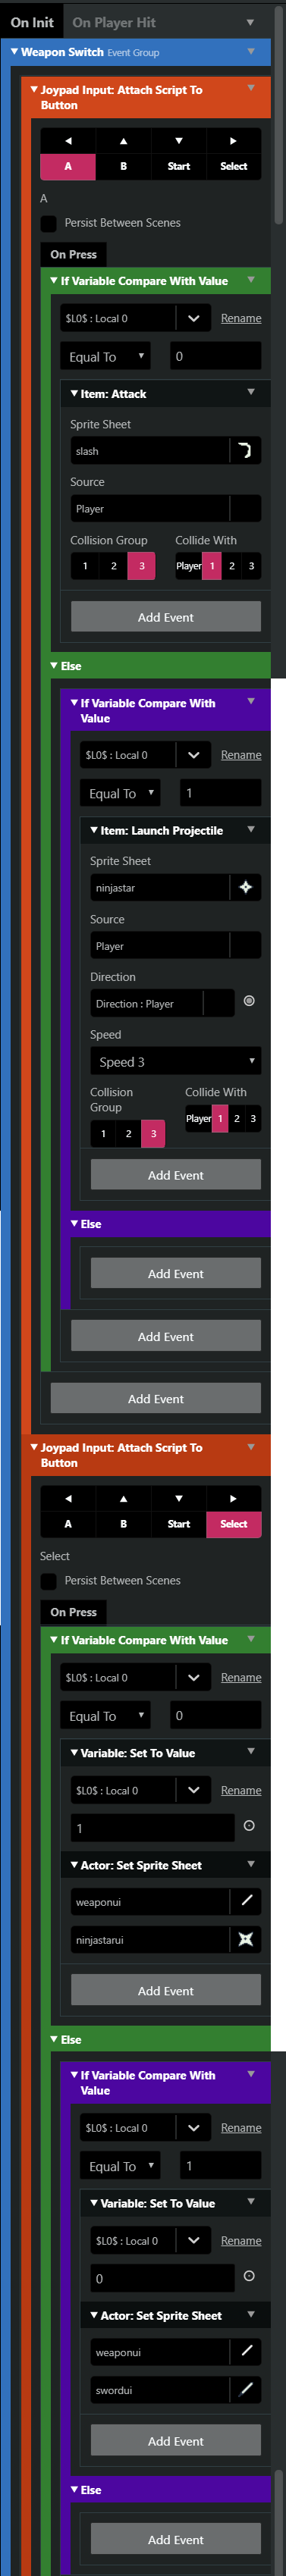 On Init On Player Hit
Weapon Switch Event Group
Joypad Input: Attach Script To
Button
A B Start Select
A
Persist Between Scenes
On Press
If Variable Compare With Value
$L0$ : Local 0 Rename
Equal To 0
Item: Attack
Sprite Sheet
slash
Source
Player
Collision Group Collide With
1 2 3 Player 1 2 3
Add Event
Else
If Variable Compare With
Value
$L0$ : Local 0 Rename
Equal To 1
Item: Launch Projectile
Sprite Sheet
ninjastar
Source
Player
Direction
Direction : Player
Speed
Speed 3
Collision
Group
Collide With
1 2 3 Player 1 2 3
Add Event
Else
Add Event
Add Event
Add Event
Joypad Input: Attach Script To
Button
A B Start Select
Select
Persist Between Scenes
On Press
If Variable Compare With Value
$L0$ : Local 0 Rename
Equal To 0
Variable: Set To Value
$L0$ : Local 0 Rename
1
Actor: Set Sprite Sheet
weaponui
ninjastarui
Add Event
Else
If Variable Compare With
Value
$L0$ : Local 0 Rename
Equal To 1
Variable: Set To Value
$L0$ : Local 0 Rename
0
Actor: Set Sprite Sheet
weaponui
swordui
Add Event
Else
Add Event